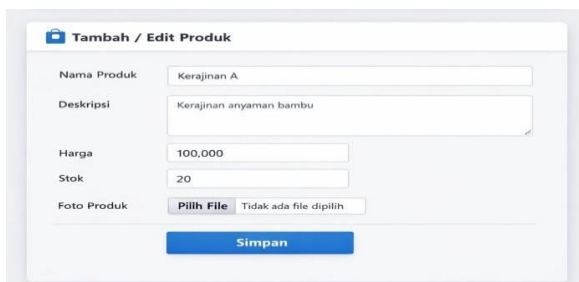 Tambah / Edit Produk
Nama Produk Kerajinan A
Deskripsi Kerajinan anyaman bambu
Harga 100,000
Stok 20
Foto Produk Piilh File Tidak ada file dipilih
Simpan